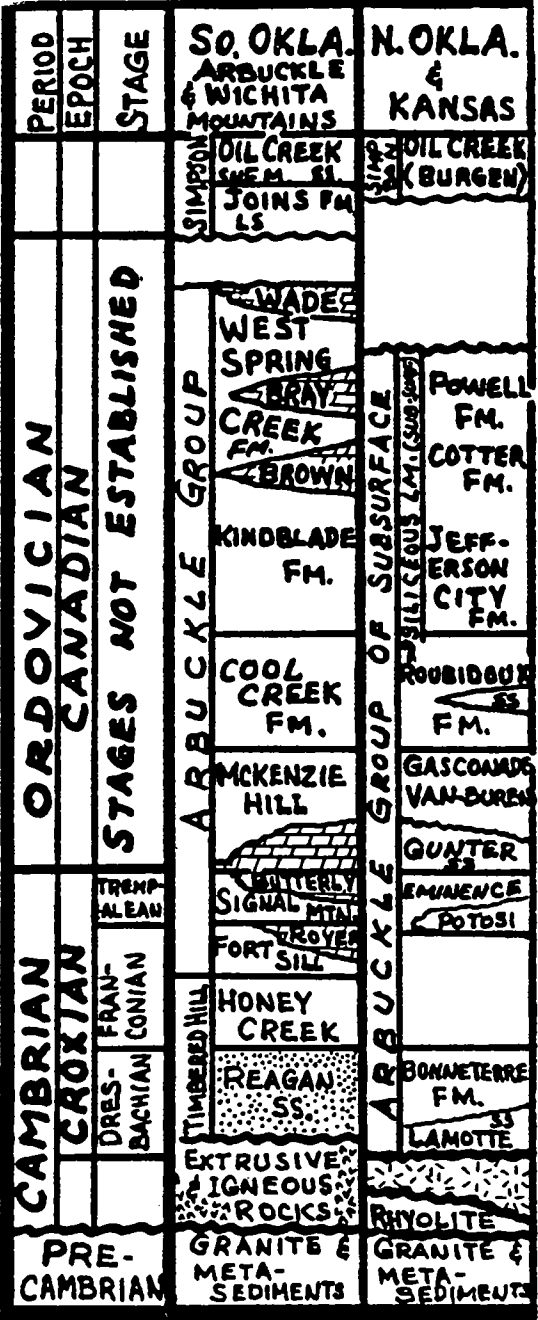 PERIOD
EPOCH
STAGE
SO. OKLA.
ARBUCKLE
& WICHITA
MOUNTAINS
N. OKLA.
&
KANSAS
SIMPSON
OIL CREEK
SS.
JOINS FM
LS
OIL CREEK
(BURGEN)
ORDOVICIAN
CANADIAN
STAGES NOT ESTABLISHED
ARBUCKLE GROUP
WADE
WEST
SPRING
BRAY
CREEK
FM.
BROWN
KINDBLADE
FM.
COOL
CREEK
FM.
MCKENZIE
HILL
BUTTERLY
SIGNAL
MTN.
ROYER
FORT
SILL
ARBUCKLE GROUP OF SUBSURFACE
SILICEOUS LM.
POWELL
FM.
COTTER
FM.
JEFF-
ERSON
CITY
FM.
ROUBIDOUX
SS
FM.
GASCONADE
VAN-BUREN
GUNTER
SS
EMINENCE
POTOSI
CAMBRIAN
CROXIAN
TREMP-
ALEAN
FRAN-
CONIAN
DRES-
BACHIAN
TIMBERED HILL
HONEY
CREEK
REAGAN
SS.
BONNETERRE
FM.
SS
LAMOTTE
EXTRUSIVE
& IGNEOUS
ROCKS
RHYOLITE
PRE-
CAMBRIAN
GRANITE &
META-
SEDIMENTS
GRANITE &
META-
SEDIMENTS